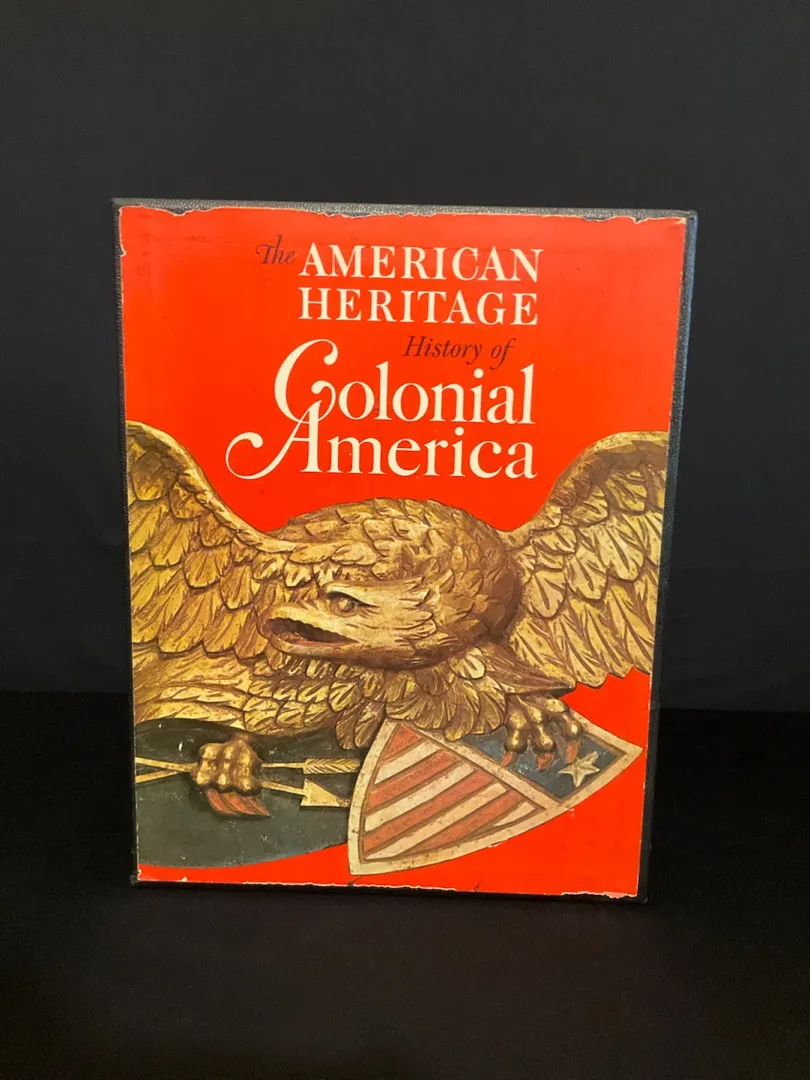 The AMERICAN
HERITAGE
History of
Colonial
America